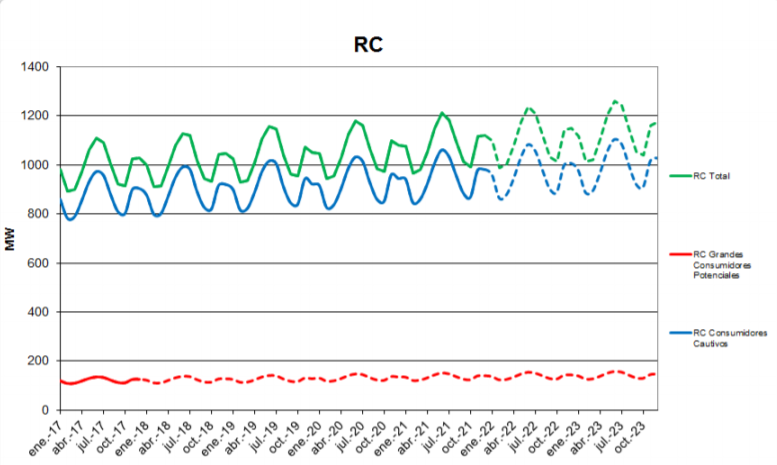 RC
1400
1200
1000
800
600
400
200
0
MW
ene.-17
abr.-17
jul.-17
oct.-17
ene.-18
abr.-18
jul.-18
oct.-18
ene.-19
abr.-19
jul.-19
oct.-19
ene.-20
abr.-20
jul.-20
oct.-20
ene.-21
abr.-21
jul.-21
oct.-21
ene.-22
abr.-22
jul.-22
oct.-22
ene.-23
abr.-23
jul.-23
oct.-23
RC Total
RC Grandes
Consumidores
Potenciales
RC Consumidores
Cautivos